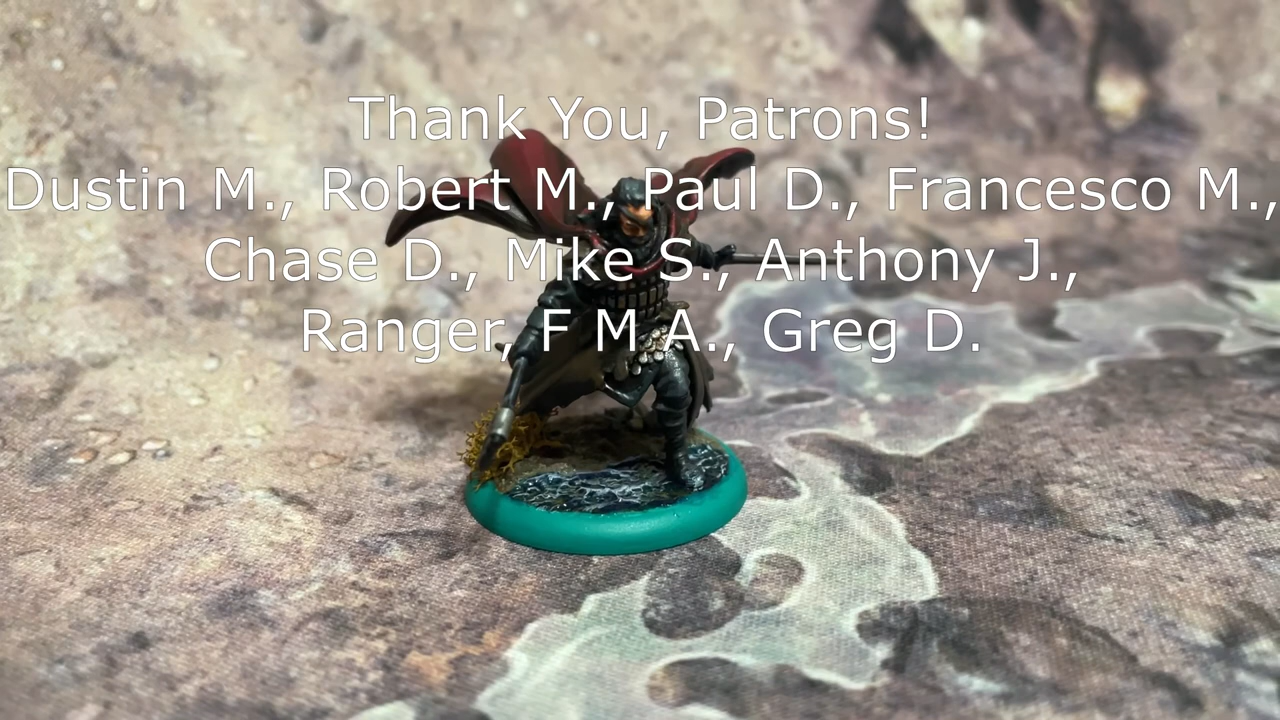 Thank You, Patrons!
Dustin M., Robert M., Paul D., Francesco M.,
Chase D., Mike S., Anthony J.,
Ranger, F M A., Greg D.